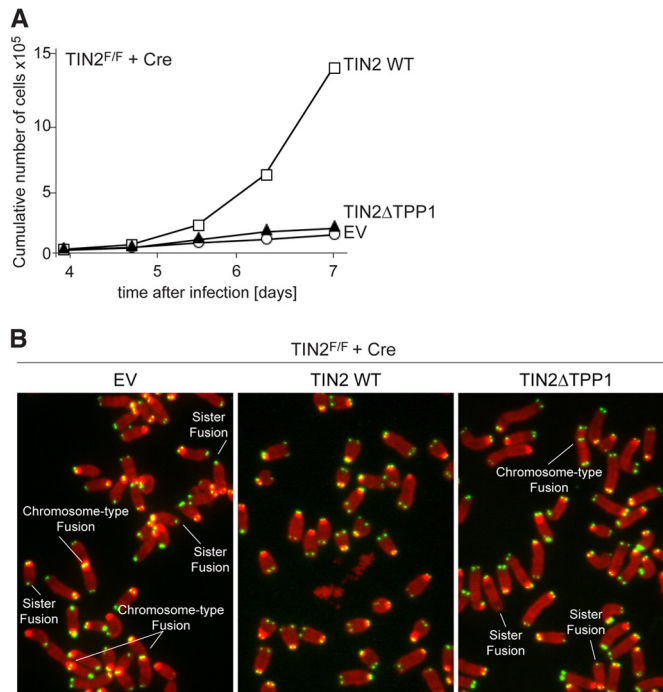 A
TIN2F/F + Cre
Cumulative number of cells x10⁵
15
10
5
0
4
5
6
7
TIN2 WT
TIN2ΔTPP1
EV
time after infection [days]
B
TIN2F/F + Cre
EV
TIN2 WT
TIN2ΔTPP1
Sister
Fusion
Chromosome-type
Fusion
Sister
Fusion
Sister
Fusion
Chromosome-type
Fusion
Chromosome-type
Fusion
Sister
Fusion
Sister
Fusion